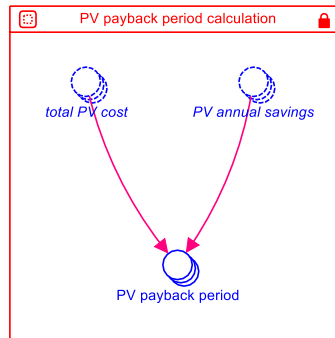 PV payback period calculation
total PV cost
PV annual savings
PV payback period